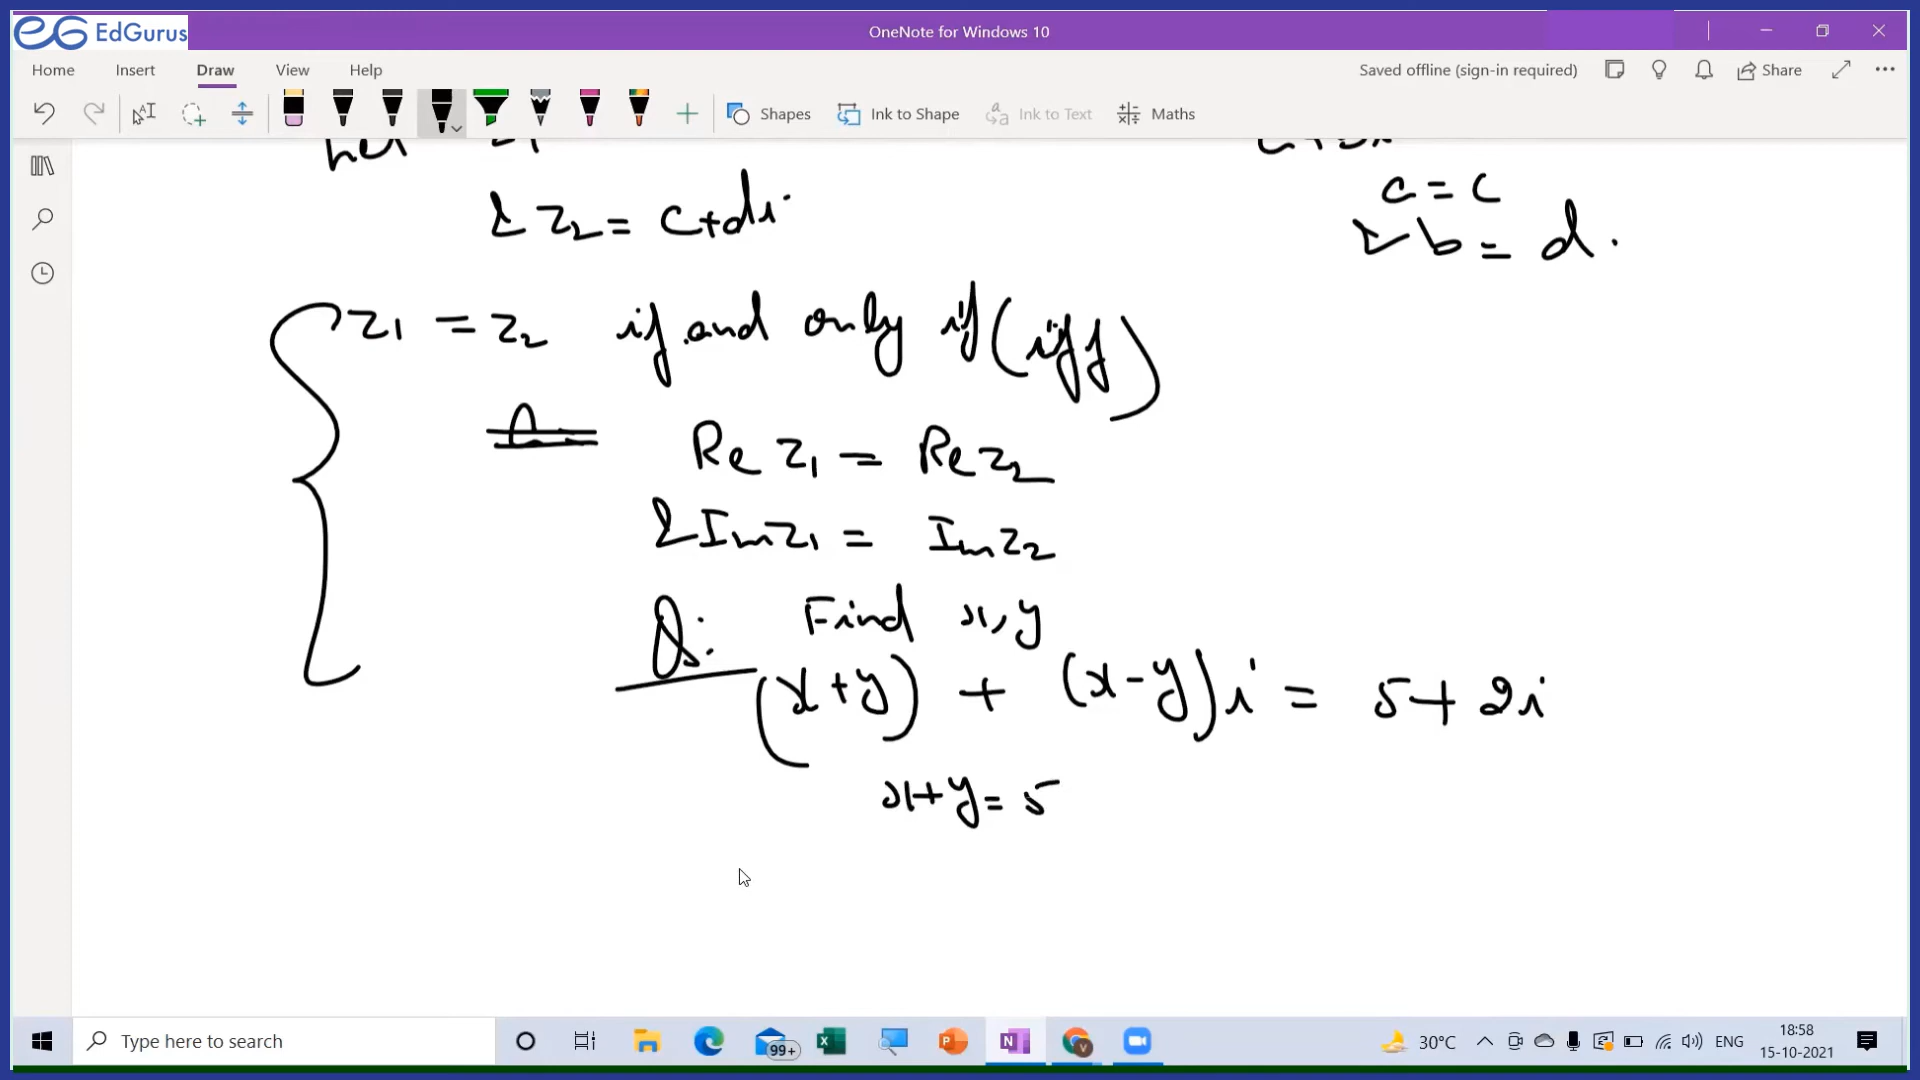 EdGurus
OneNote for Windows 10
Home Insert Draw View Help
Saved offline (sign-in required) Share
Shapes Ink to Shape Ink to Text Maths
& z₂ = c+di
a = c
& b = d.
z₁ = z₂ if and only if (iff)
Re z₁ = Re z₂
& Im z₁ = Im z₂
Q: Find x, y
(x+y) + (x-y)i = 5+2i
x+y = 5
Type here to search
99+
30°C
ENG
18:58
15-10-2021